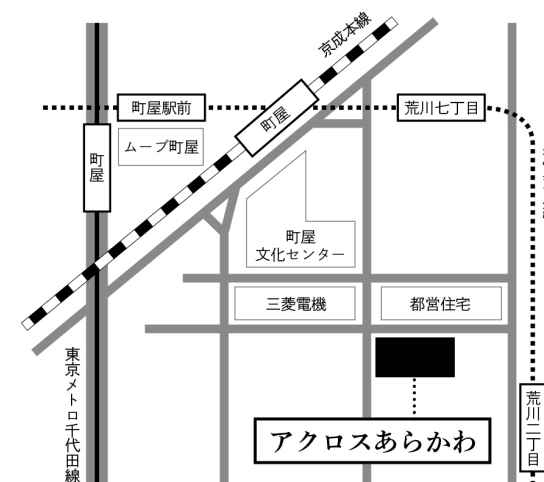 京成本線
町屋駅前
町屋
荒川七丁目
町屋
ムーブ町屋
町屋
文化センター
三菱電機
都営住宅
東京メトロ千代田線
アクロスあらかわ
荒川二丁目